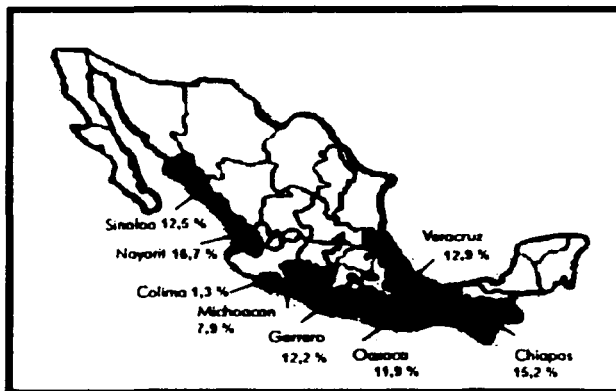 Sinaloa 12,5 %
Nayarit 16,7 %
Colima 1,3 %
Michoacan
7,9 %
Guerrero
12,2 %
Oaxaca
11,9 %
Veracruz
12,9 %
Chiapas
15,2 %